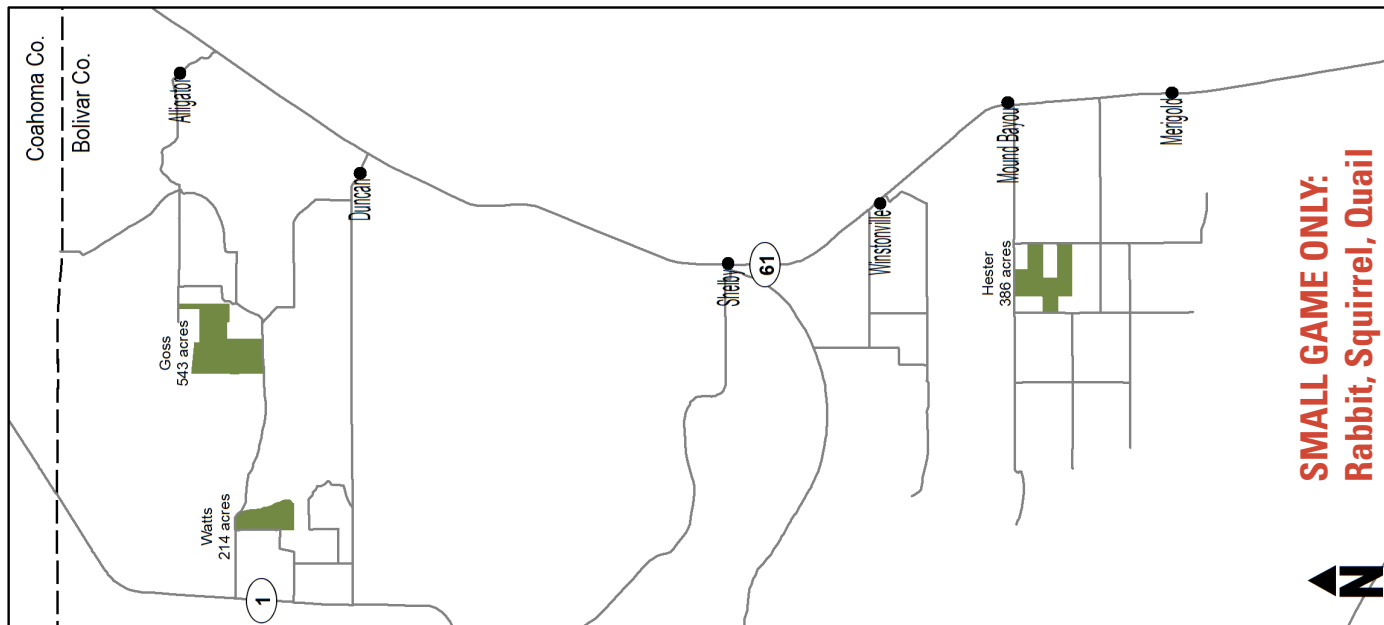 Coahoma Co.
Bolivar Co.
Alligator
Duncan
Goss
543 acres
Watts
214 acres
1
Shelby
61
Winstonville
Mound Bayou
Merigold
Hester
386 acres
SMALL GAME ONLY:
Rabbit, Squirrel, Quail
N